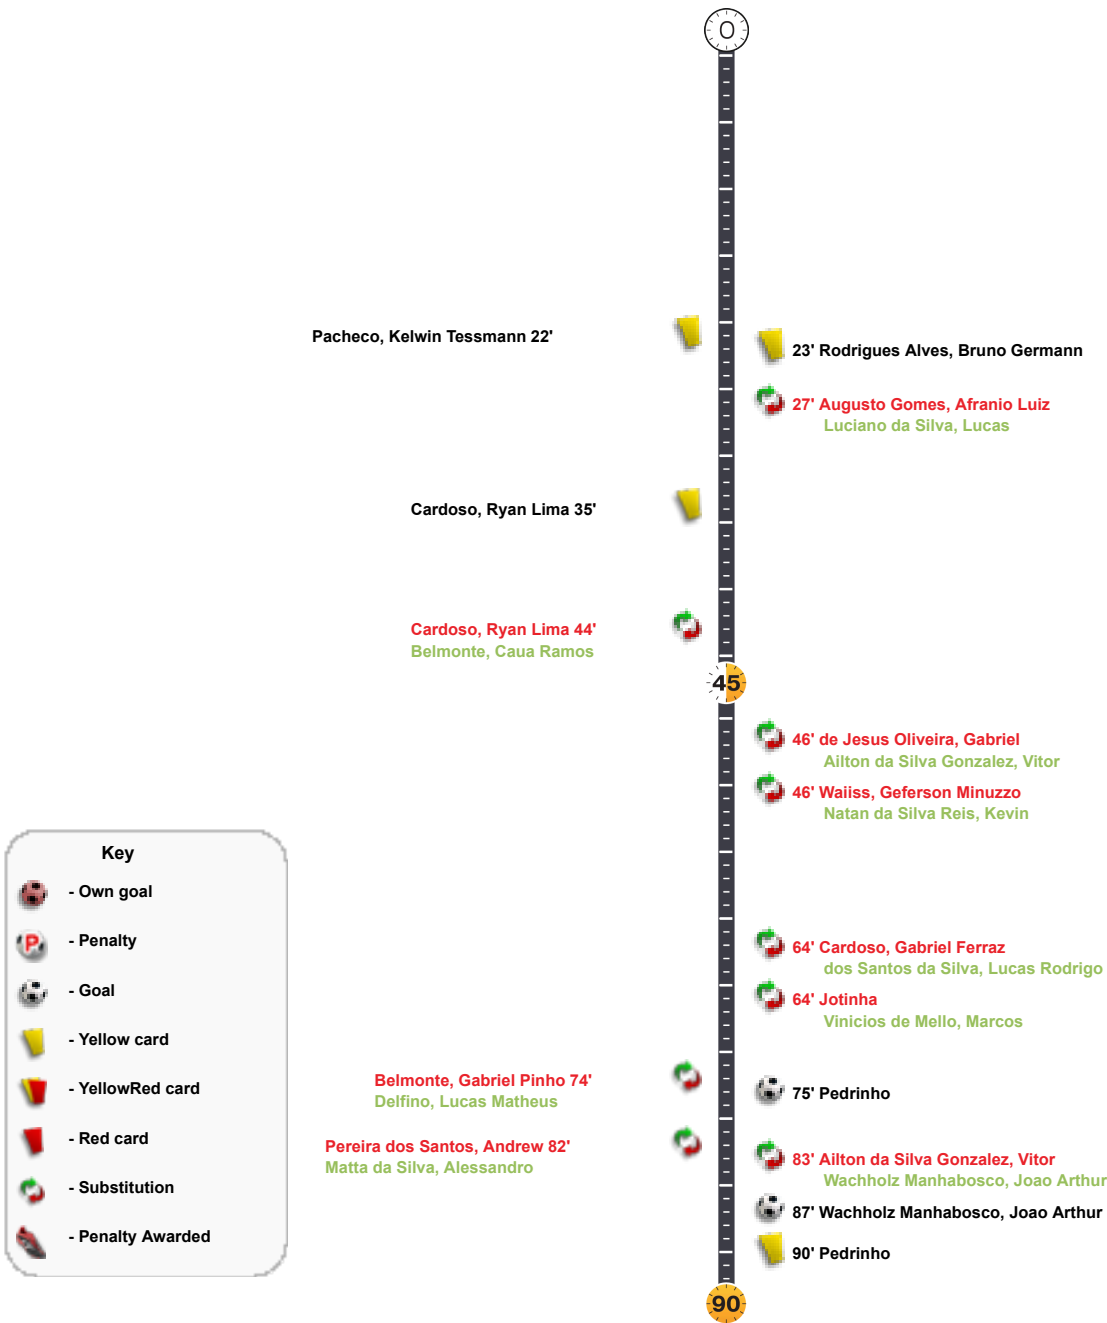 0
Pacheco, Kelwin Tessmann 22'
23' Rodrigues Alves, Bruno Germann
27' Augusto Gomes, Afranio Luiz
Luciano da Silva, Lucas
Cardoso, Ryan Lima 35'
Cardoso, Ryan Lima 44'
Belmonte, Caua Ramos
45
46' de Jesus Oliveira, Gabriel
Ailton da Silva Gonzalez, Vitor
46' Waiiss, Geferson Minuzzo
Natan da Silva Reis, Kevin
Key
- Own goal
P - Penalty
- Goal
- Yellow card
- YellowRed card
- Red card
- Substitution
- Penalty Awarded
64' Cardoso, Gabriel Ferraz
dos Santos da Silva, Lucas Rodrigo
64' Jotinha
Vinicios de Mello, Marcos
Belmonte, Gabriel Pinho 74'
Delfino, Lucas Matheus
75' Pedrinho
Pereira dos Santos, Andrew 82'
Matta da Silva, Alessandro
83' Ailton da Silva Gonzalez, Vitor
Wachholz Manhabosco, Joao Arthur
87' Wachholz Manhabosco, Joao Arthur
90' Pedrinho
90